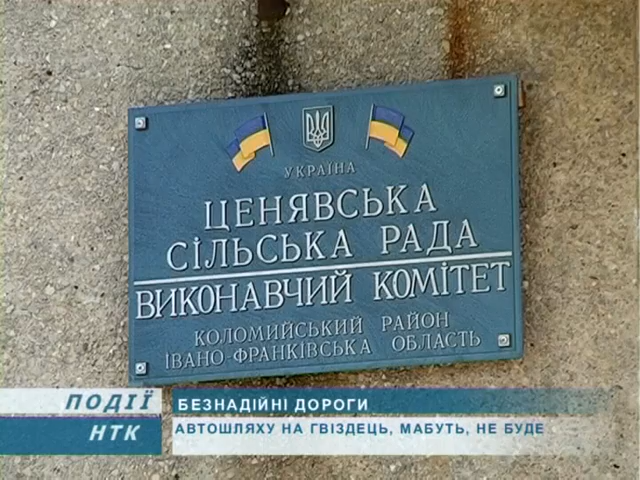 УКРАЇНА
ЦЕНЯВСЬКА
СІЛЬСЬКА РАДА
ВИКОНАВЧИЙ КОМІТЕТ
КОЛОМИЙСЬКИЙ РАЙОН
ІВАНО-ФРАНКІВСЬКА ОБЛАСТЬ
ПОДІЇ
НТК
БЕЗНАДІЙНІ ДОРОГИ
АВТОШЛЯХУ НА ГВІЗДЕЦЬ, МАБУТЬ, НЕ БУДЕ